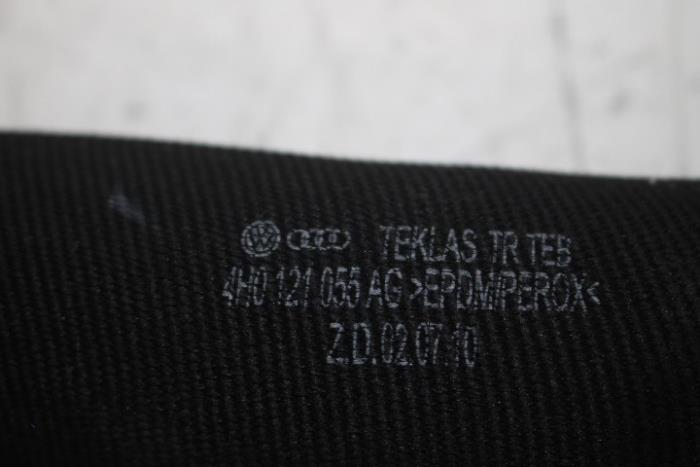 TEKLAS TR TEB
4H0 121 055 AG >EPDM/PEROX<
Z.D.02.07.10